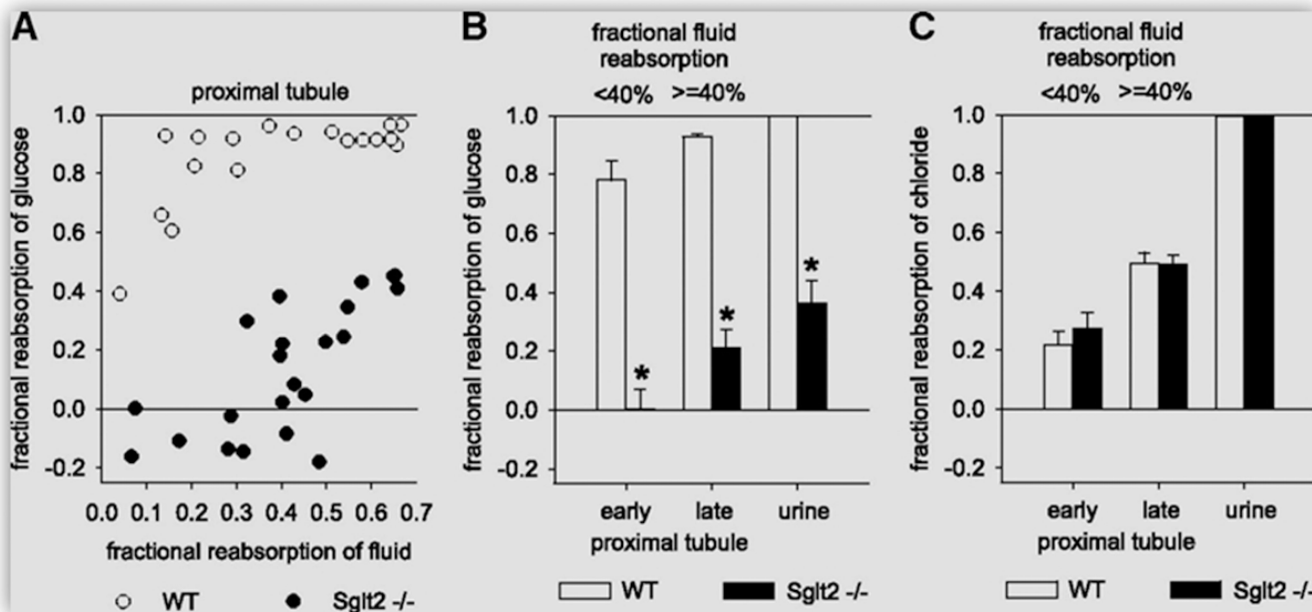 A
proximal tubule
fractional reabsorption of glucose
1.0
0.8
0.6
0.4
0.2
0.0
-0.2
0.0 0.1 0.2 0.3 0.4 0.5 0.6 0.7
fractional reabsorption of fluid
WT Sglt2 -/-
B
fractional fluid
reabsorption
<40% >=40%
fractional reabsorption of glucose
1.0
0.8
0.6
0.4
0.2
0.0
-0.2
*
*
*
early late urine
proximal tubule
WT Sglt2 -/-
C
fractional fluid
reabsorption
<40% >=40%
fractional reabsorption of chloride
1.0
0.8
0.6
0.4
0.2
0.0
-0.2
early late urine
proximal tubule
WT Sglt2 -/-